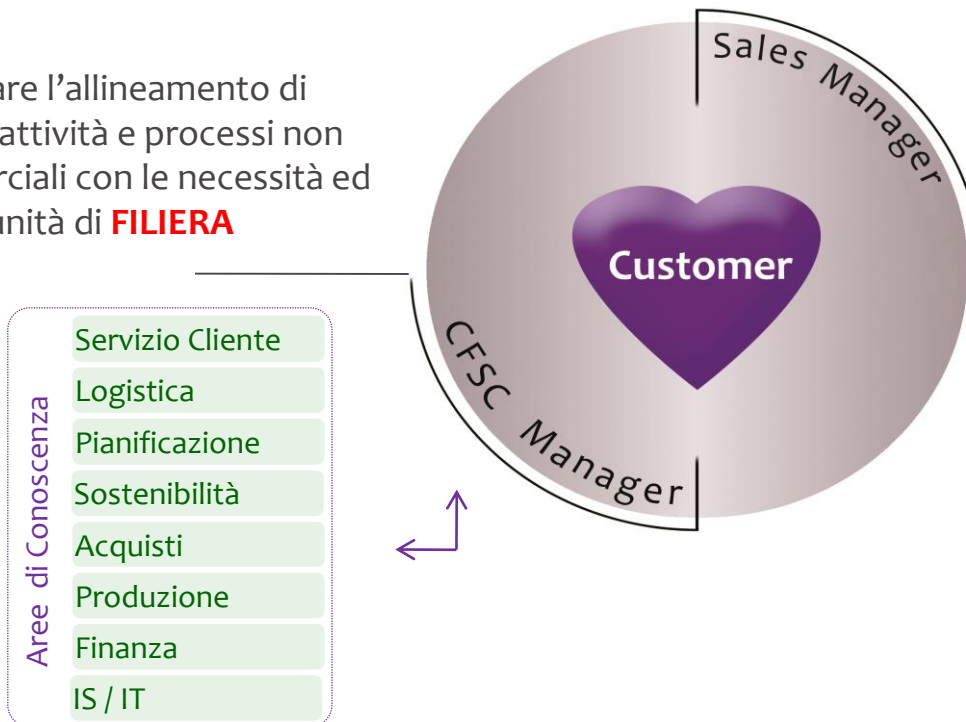 are l’allineamento di
attività e processi non
rciali con le necessità ed
unità di FILIERA
Sales Manager
Customer
CFSC Manager
Aree di Conoscenza
Servizio Cliente
Logistica
Pianificazione
Sostenibilità
Acquisti
Produzione
Finanza
IS / IT